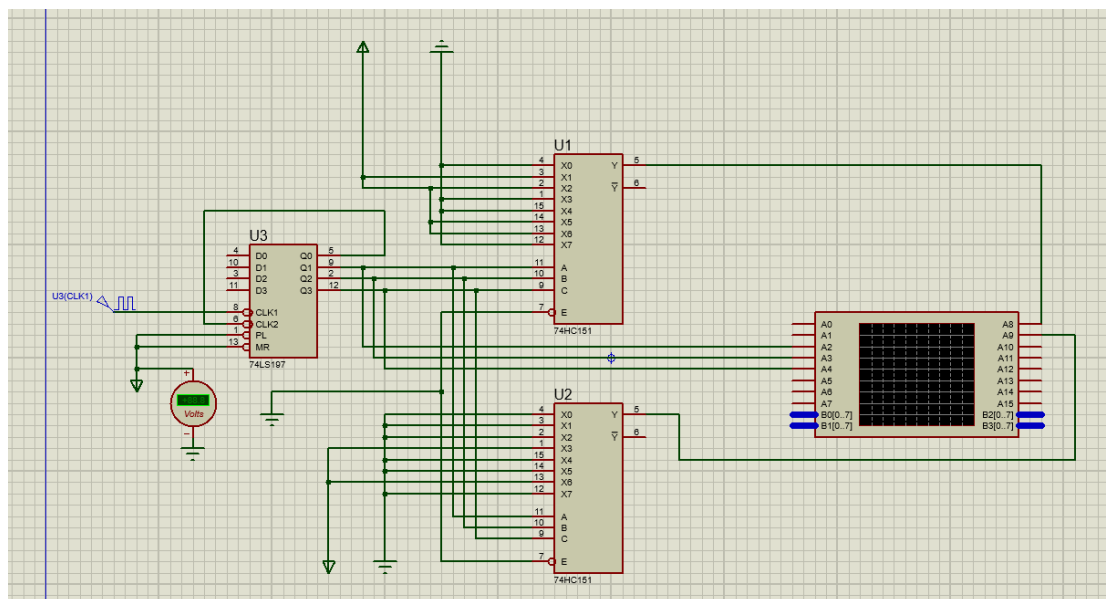 U1
4 X0 Y 5
3 X1
2 X2 Y 6
1 X3
15 X4
14 X5
13 X6
12 X7
11 A
10 B
9 C
7 E
74HC151
U3
4 D0 Q0 5
10 D1 Q1 9
3 D2 Q2 2
11 D3 Q3 12
8 CLK1
6 CLK2
1 PL
13 MR
74LS197
U3(CLK1)
+
Volts
-
A0 A8
A1 A9
A2 A10
A3 A11
A4 A12
A5 A13
A6 A14
A7 A15
B0[0..7] B2[0..7]
B1[0..7] B3[0..7]
U2
4 X0 Y 5
3 X1
2 X2 Y 6
1 X3
15 X4
14 X5
13 X6
12 X7
11 A
10 B
9 C
7 E
74HC151